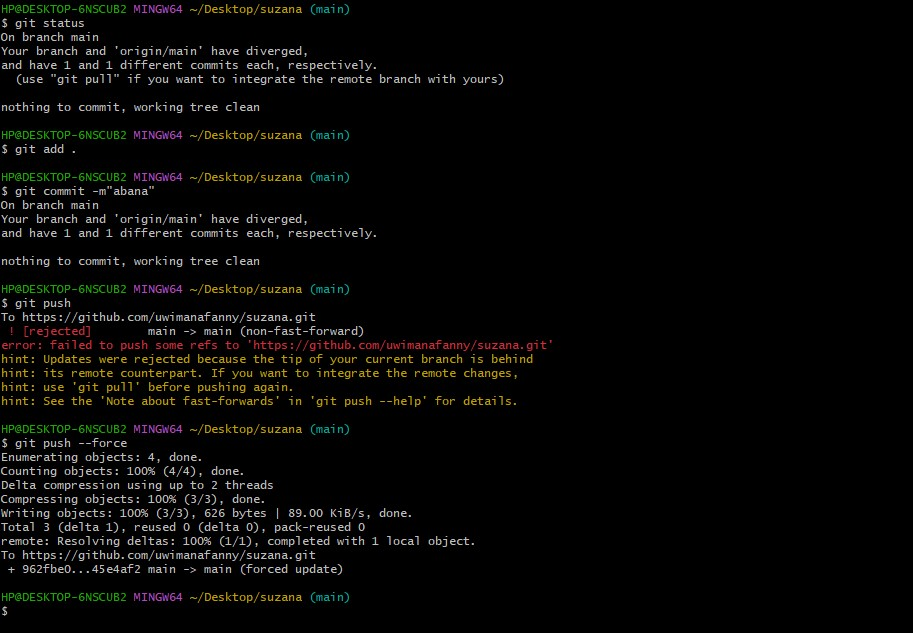 HP@DESKTOP-6NSCUB2 MINGW64 ~/Desktop/suzana (main)
$ git status
On branch main
Your branch and 'origin/main' have diverged,
and have 1 and 1 different commits each, respectively.
  (use "git pull" if you want to integrate the remote branch with yours)

nothing to commit, working tree clean

HP@DESKTOP-6NSCUB2 MINGW64 ~/Desktop/suzana (main)
$ git add .

HP@DESKTOP-6NSCUB2 MINGW64 ~/Desktop/suzana (main)
$ git commit -m"abana"
On branch main
Your branch and 'origin/main' have diverged,
and have 1 and 1 different commits each, respectively.

nothing to commit, working tree clean

HP@DESKTOP-6NSCUB2 MINGW64 ~/Desktop/suzana (main)
$ git push
To https://github.com/uwimanafanny/suzana.git
 ! [rejected]        main -> main (non-fast-forward)
error: failed to push some refs to 'https://github.com/uwimanafanny/suzana.git'
hint: Updates were rejected because the tip of your current branch is behind
hint: its remote counterpart. If you want to integrate the remote changes,
hint: use 'git pull' before pushing again.
hint: See the 'Note about fast-forwards' in 'git push --help' for details.

HP@DESKTOP-6NSCUB2 MINGW64 ~/Desktop/suzana (main)
$ git push --force
Enumerating objects: 4, done.
Counting objects: 100% (4/4), done.
Delta compression using up to 2 threads
Compressing objects: 100% (3/3), done.
Writing objects: 100% (3/3), 626 bytes | 89.00 KiB/s, done.
Total 3 (delta 1), reused 0 (delta 0), pack-reused 0
remote: Resolving deltas: 100% (1/1), completed with 1 local object.
To https://github.com/uwimanafanny/suzana.git
 + 962fbe0...45e4af2 main -> main (forced update)

HP@DESKTOP-6NSCUB2 MINGW64 ~/Desktop/suzana (main)
$